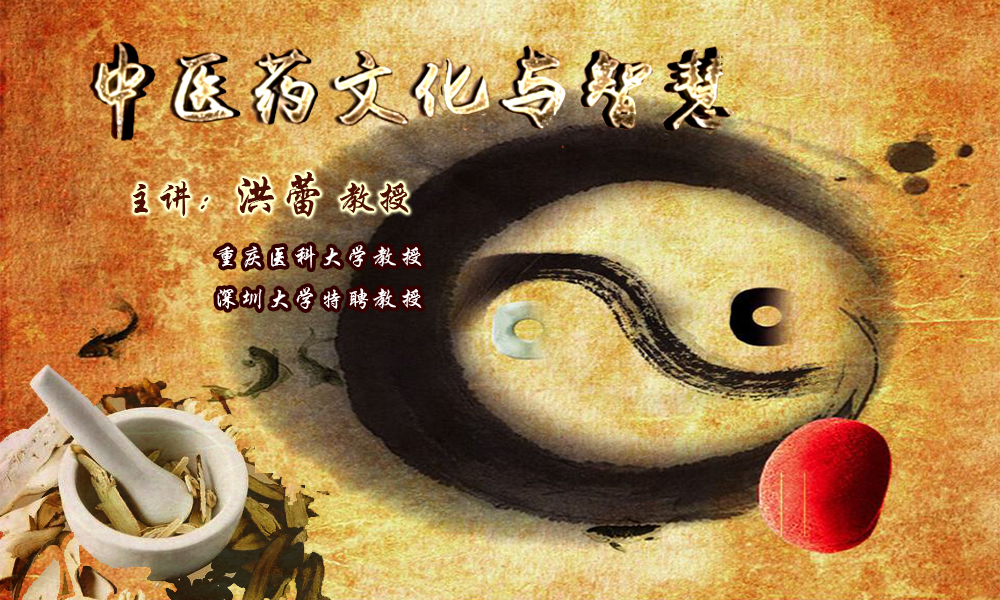 中医药文化与智慧
主讲：洪蕾 教授
重庆医科大学教授
深圳大学特聘教授